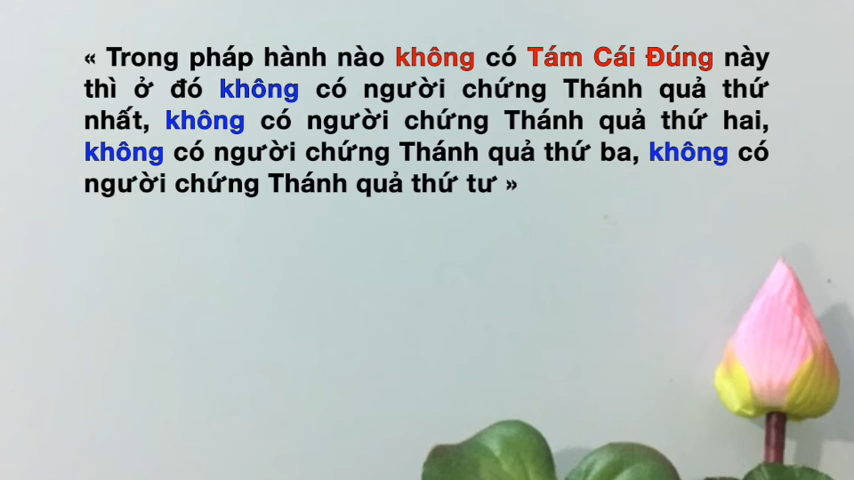 « Trong pháp hành nào không có Tám Cái Đúng này
thì ở đó không có người chứng Thánh quả thứ
nhất, không có người chứng Thánh quả thứ hai,
không có người chứng Thánh quả thứ ba, không có
người chứng Thánh quả thứ tư »